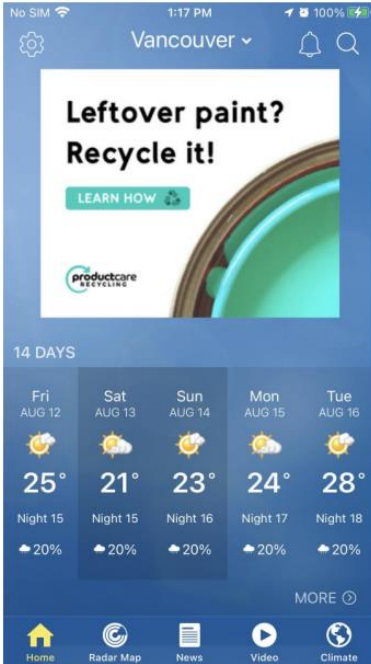 No SIM 1:17 PM 100%
Vancouver
Leftover paint?
Recycle it!
LEARN HOW
productcare
RECYCLING
14 DAYS
Fri Sat Sun Mon Tue
AUG 12 AUG 13 AUG 14 AUG 15 AUG 16
25° 21° 23° 24° 28°
Night 15 Night 15 Night 16 Night 17 Night 18
20% 20% 20% 20% 20%
MORE
Home Radar Map News Video Climate